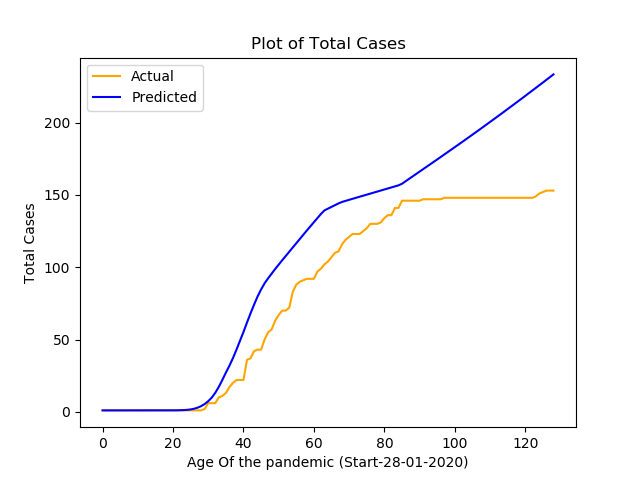 Plot of Total Cases
Actual
Predicted
200
150
100
50
0
Total Cases
0 20 40 60 80 100 120
Age Of the pandemic (Start-28-01-2020)